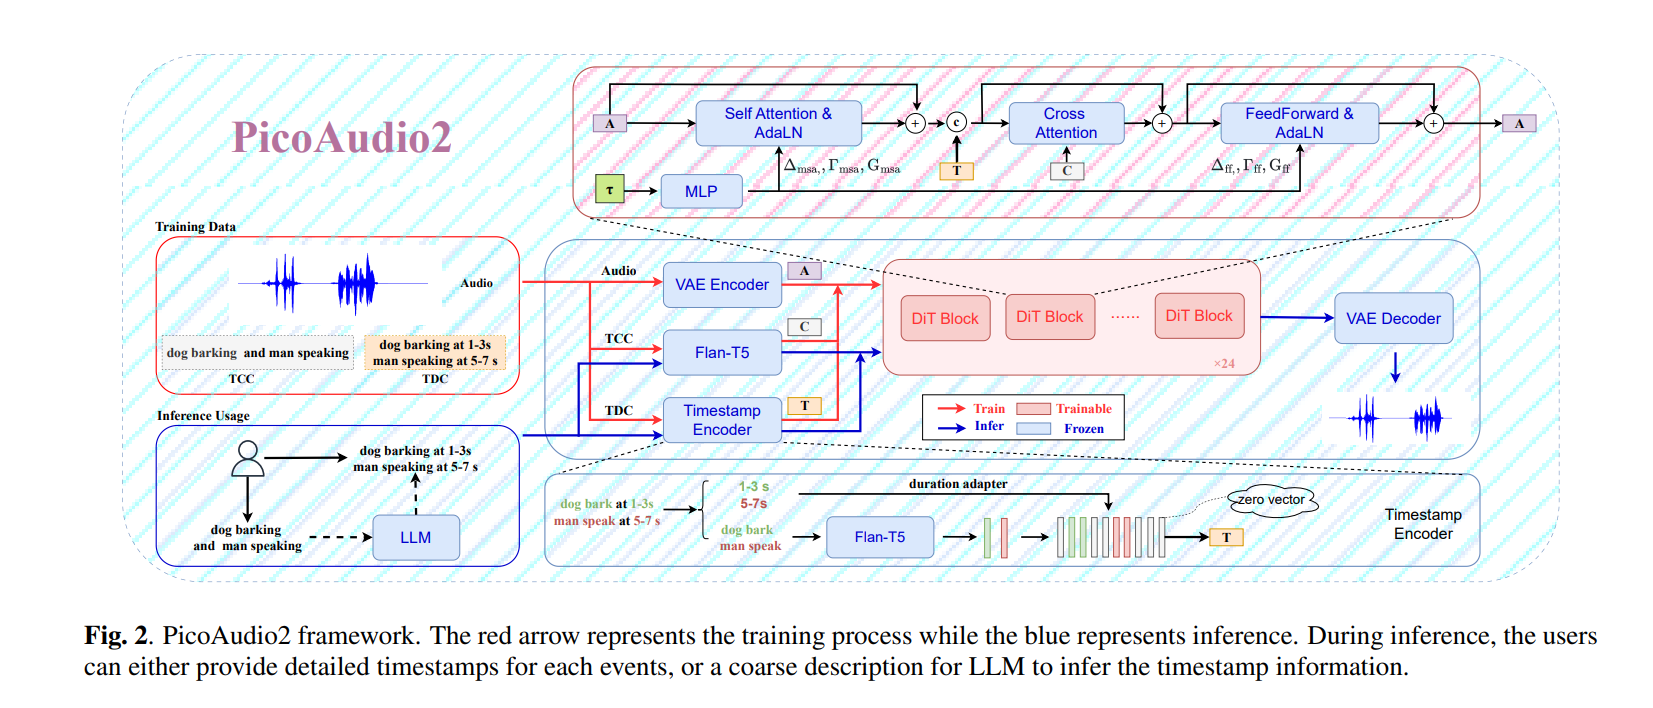 PicoAudio2
A
Self Attention &
AdaLN
+
c
Cross
Attention
+
FeedForward &
AdaLN
+
A
Δmsa,, Γmsa, Gmsa
T
C
Δff,, Γff, Gff
τ
MLP
Training Data
Audio
dog barking and man speaking
TCC
dog barking at 1-3s
man speaking at 5-7 s
TDC
Inference Usage
dog barking at 1-3s
man speaking at 5-7 s
dog barking
and man speaking
LLM
Audio
VAE Encoder
A
TCC
Flan-T5
C
TDC
Timestamp
Encoder
T
DiT Block
DiT Block
......
DiT Block
×24
VAE Decoder
Train
Trainable
Infer
Frozen
dog bark at 1-3s
man speak at 5-7 s
1-3 s
5-7s
dog bark
man speak
duration adapter
Flan-T5
zero vector
T
Timestamp
Encoder
Fig. 2. PicoAudio2 framework. The red arrow represents the training process while the blue represents inference. During inference, the users
can either provide detailed timestamps for each events, or a coarse description for LLM to infer the timestamp information.